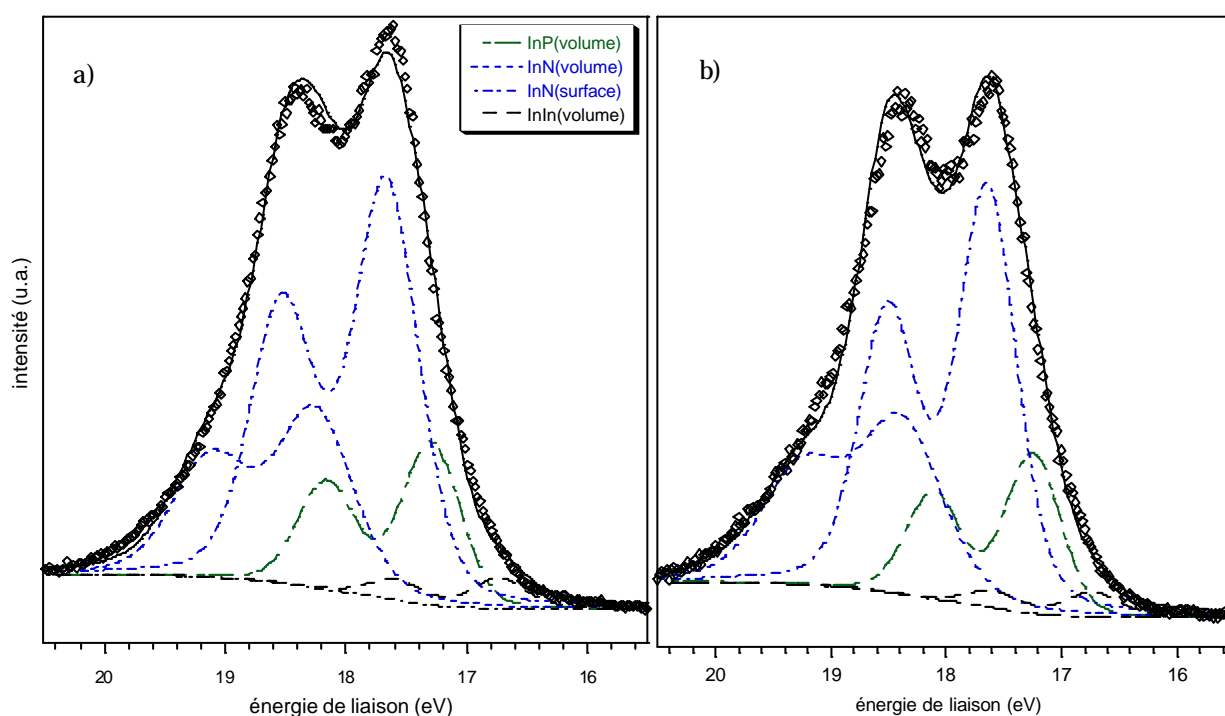 a)
InP(volume)
InN(volume)
InN(surface)
InIn(volume)
b)
intensité (u.a.)
20 19 18 17 16
énergie de liaison (eV)
20 19 18 17 16
énergie de liaison (eV)